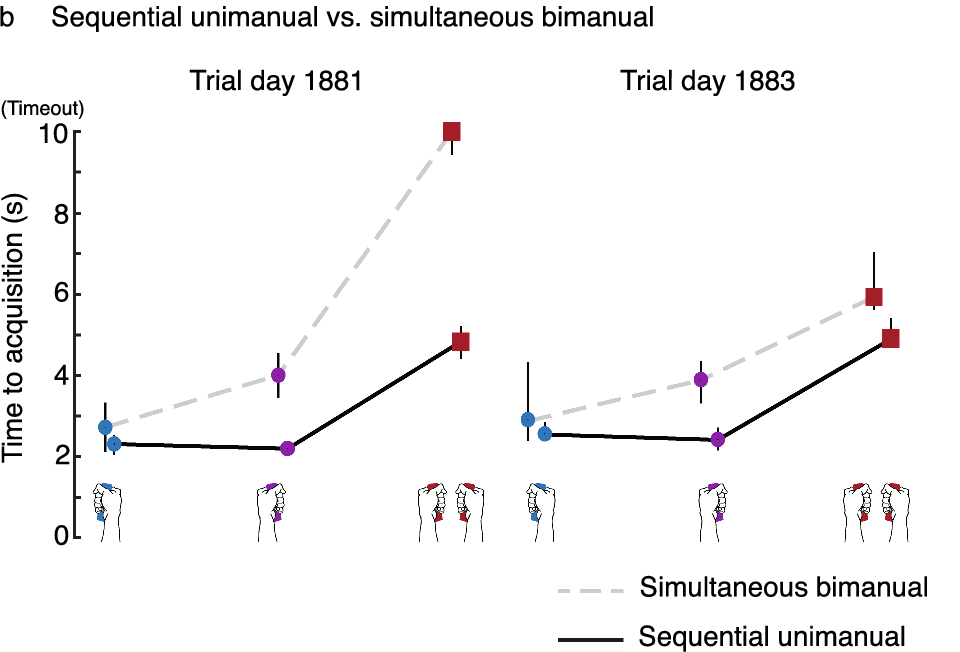 b Sequential unimanual vs. simultaneous bimanual
Trial day 1881
Trial day 1883
(Timeout)
10
8
6
4
2
0
Time to acquisition (s)
Simultaneous bimanual
Sequential unimanual